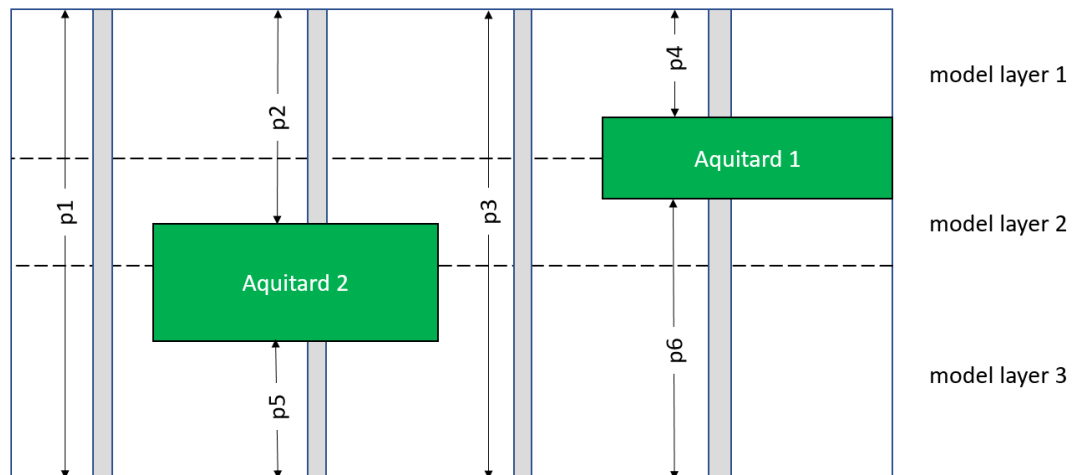 p1
p2
p3
p4
model layer 1
Aquitard 1
model layer 2
Aquitard 2
p5
p6
model layer 3